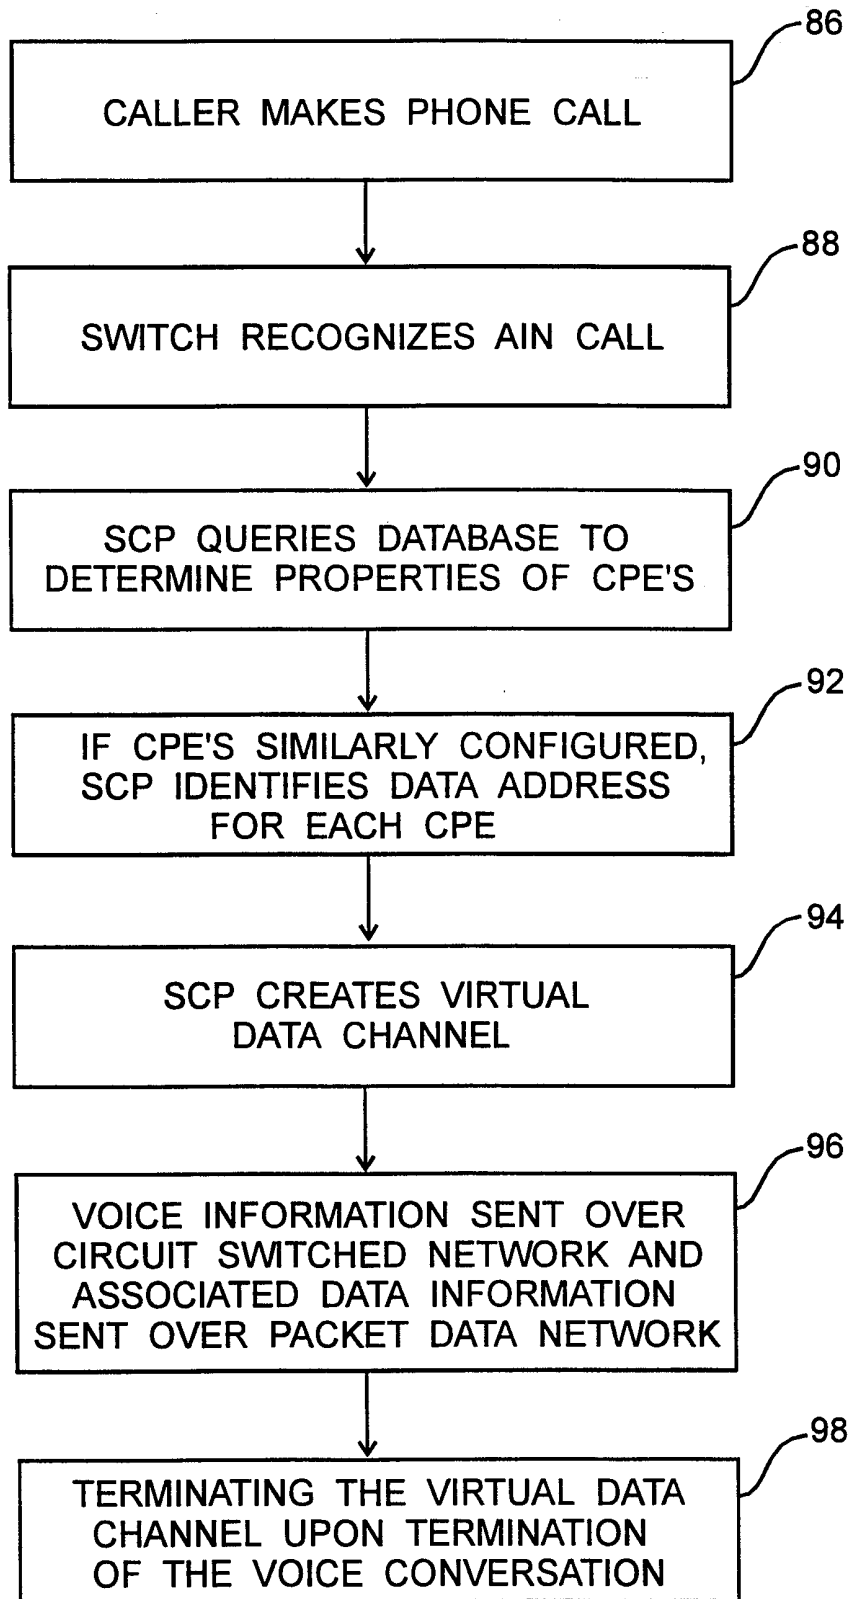 86
CALLER MAKES PHONE CALL
88
SWITCH RECOGNIZES AIN CALL
90
SCP QUERIES DATABASE TO
DETERMINE PROPERTIES OF CPE'S
92
IF CPE'S SIMILARLY CONFIGURED,
SCP IDENTIFIES DATA ADDRESS
FOR EACH CPE
94
SCP CREATES VIRTUAL
DATA CHANNEL
96
VOICE INFORMATION SENT OVER
CIRCUIT SWITCHED NETWORK AND
ASSOCIATED DATA INFORMATION
SENT OVER PACKET DATA NETWORK
98
TERMINATING THE VIRTUAL DATA
CHANNEL UPON TERMINATION
OF THE VOICE CONVERSATION